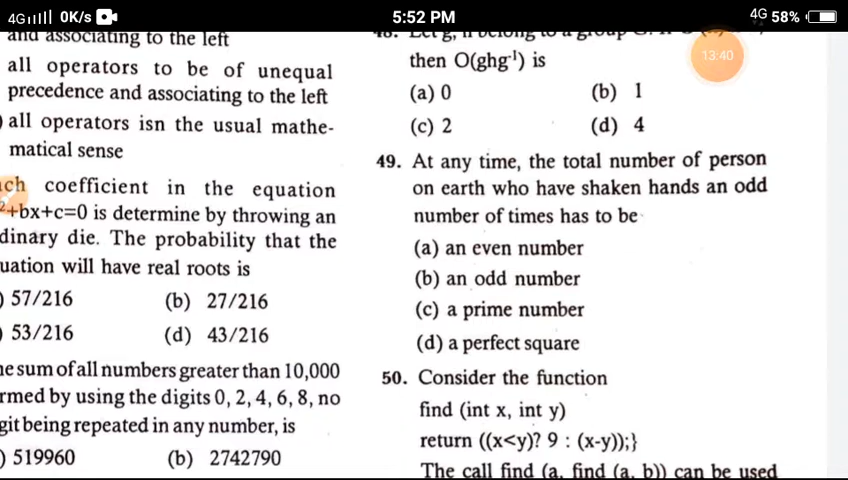 4G 0K/s
5:52 PM
4G 58%
13:40
and associating to the left
all operators to be of unequal
precedence and associating to the left
all operators isn the usual mathe-
matical sense
coefficient in the equation
+bx+c=0 is determine by throwing an
dinary die. The probability that the
uation will have real roots is
57/216 (b) 27/216
53/216 (d) 43/216
sum of all numbers greater than 10,000
rmed by using the digits 0, 2, 4, 6, 8, no
git being repeated in any number, is
519960 (b) 2742790
then O(ghg⁻¹) is
(a) 0 (b) 1
(c) 2 (d) 4
49. At any time, the total number of person
on earth who have shaken hands an odd
number of times has to be
(a) an even number
(b) an odd number
(c) a prime number
(d) a perfect square
50. Consider the function
find (int x, int y)
return ((x<y)? 9 : (x-y));}
The call find (a, find (a, b)) can be used